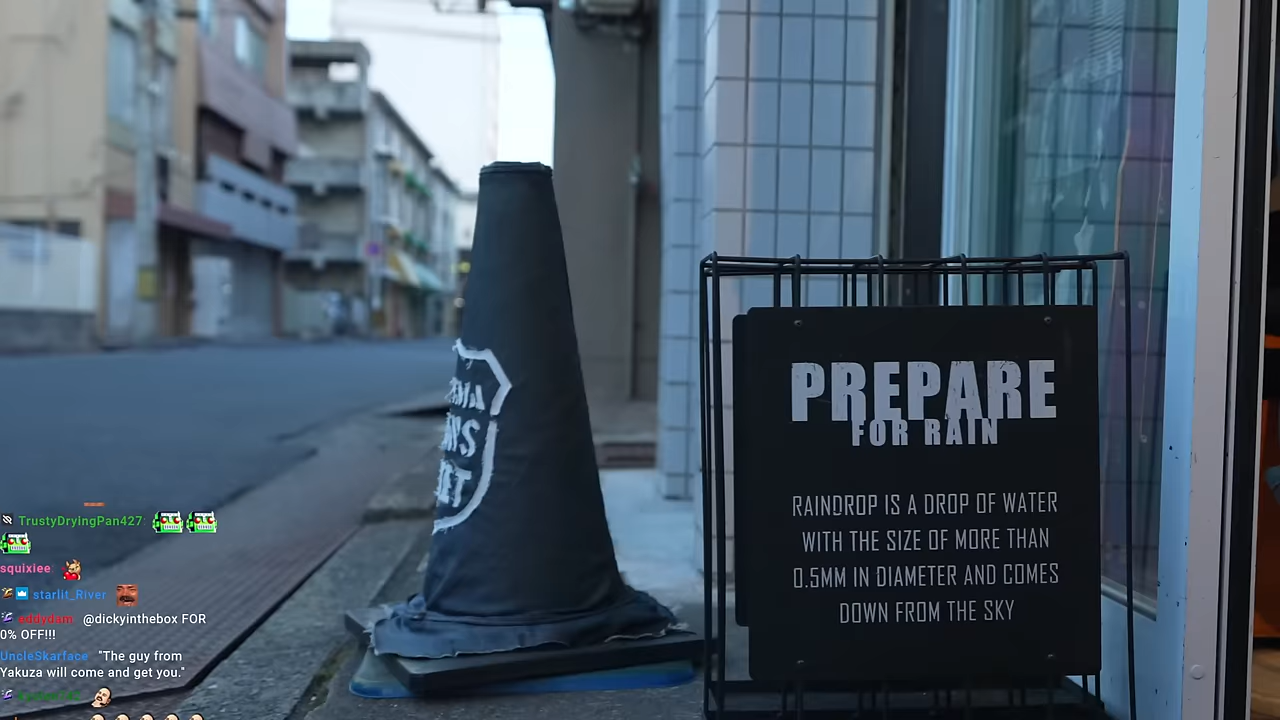 PREPARE
FOR RAIN
RAINDROP IS A DROP OF WATER
WITH THE SIZE OF MORE THAN
0.5MM IN DIAMETER AND COMES
DOWN FROM THE SKY
TrustyDryingPan427:
squixiee:
starlit_River:
eddydam: @dickyinthebox FOR
0% OFF!!!
UncleSkarface: "The guy from
Yakuza will come and get you."